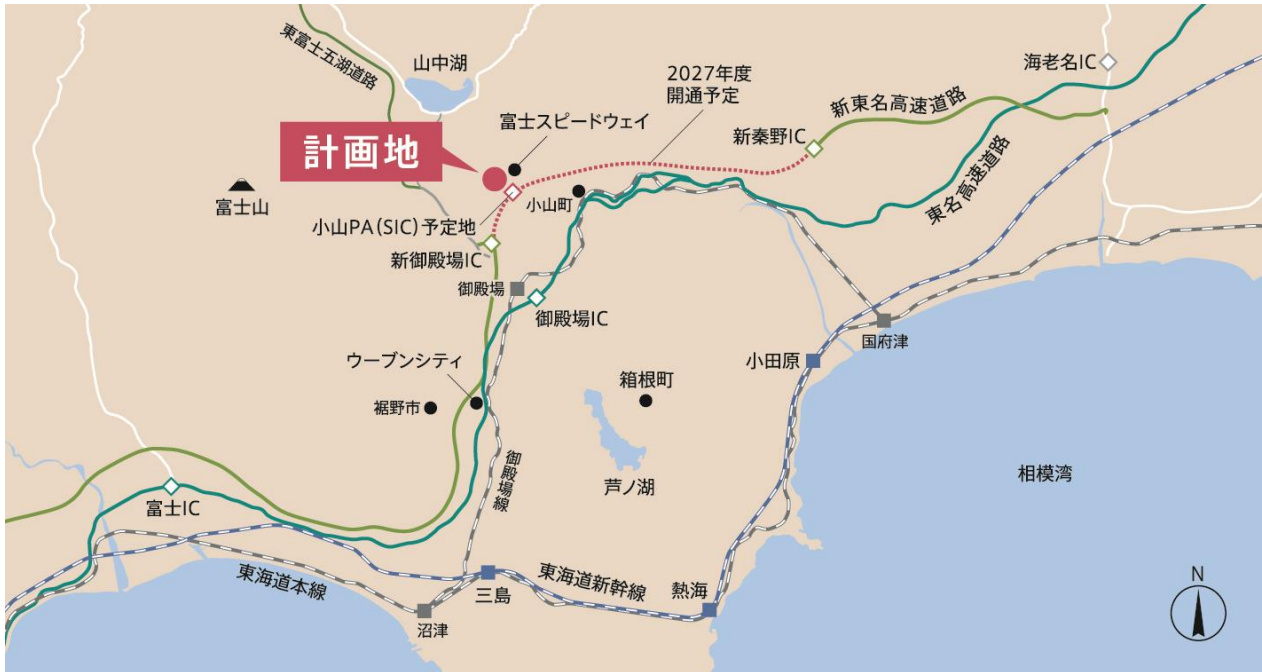 東富士五湖道路
山中湖
海老名IC
2027年度
開通予定
新東名高速道路
富士スピードウェイ
計画地
新秦野IC
東名高速道路
富士山
小山町
小山PA(SIC)予定地
新御殿場IC
御殿場
御殿場IC
国府津
ウーブンシティ
小田原
箱根町
裾野市
御殿場線
芦ノ湖
相模湾
富士IC
東海道本線
三島
東海道新幹線
熱海
沼津
N